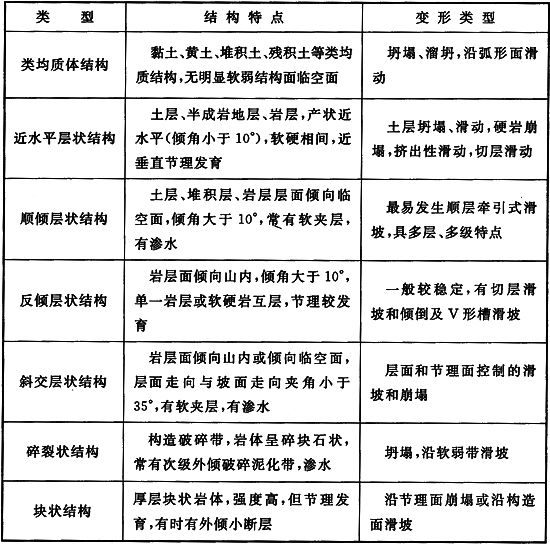 类 型
结 构 特 点
变 形 类 型
类均质体结构
黏土、黄土、堆积土、残积土等类均
质结构,无明显软弱结构面临空面
坍塌、溜坍,沿弧形面滑
动
近水平层状结构
土层、半成岩地层、岩层,产状近
水平(倾角小于10°),软硬相间,近
垂直节理发育
土层坍塌、滑动,硬岩崩
塌,挤出性滑动,切层滑动
顺倾层状结构
土层、堆积层、岩层层面倾向临
空面,倾角大于10°,常有软夹层,
有渗水
最易发生顺层牵引式滑
坡,具多层、多级特点
反倾层状结构
岩层面倾向山内,倾角大于10°,
单一岩层或软硬岩互层,节理较发
育
一般较稳定,有切层滑
坡和倾倒及V形槽滑坡
斜交层状结构
岩层面倾向山内或倾向临空面,
层面走向与坡面走向夹角小于
35°,有软夹层,有渗水
层面和节理面控制的滑
坡和崩塌
碎裂状结构
构造破碎带,岩体呈碎块石状,
常有次级外倾破碎泥化带,渗水
坍塌,沿软弱带滑坡
块状结构
厚层块状岩体,强度高,但节理发
育,有时有外倾小断层
沿节理面崩塌或沿构造
面滑坡